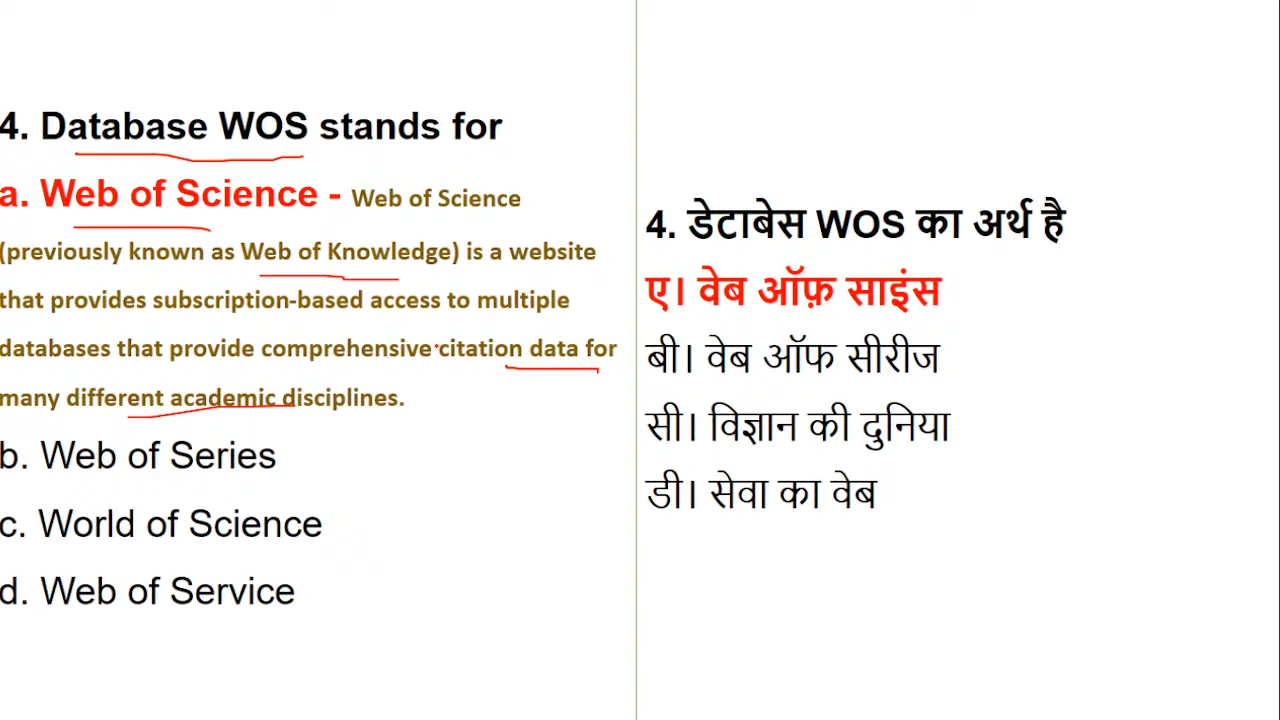 4. Database WOS stands for
a. Web of Science - Web of Science
(previously known as Web of Knowledge) is a website
that provides subscription-based access to multiple
databases that provide comprehensive citation data for
many different academic disciplines.
b. Web of Series
c. World of Science
d. Web of Service
4. डेटाबेस WOS का अर्थ है
ए। वेब ऑफ़ साइंस
बी। वेब ऑफ सीरीज
सी। विज्ञान की दुनिया
डी। सेवा का वेब